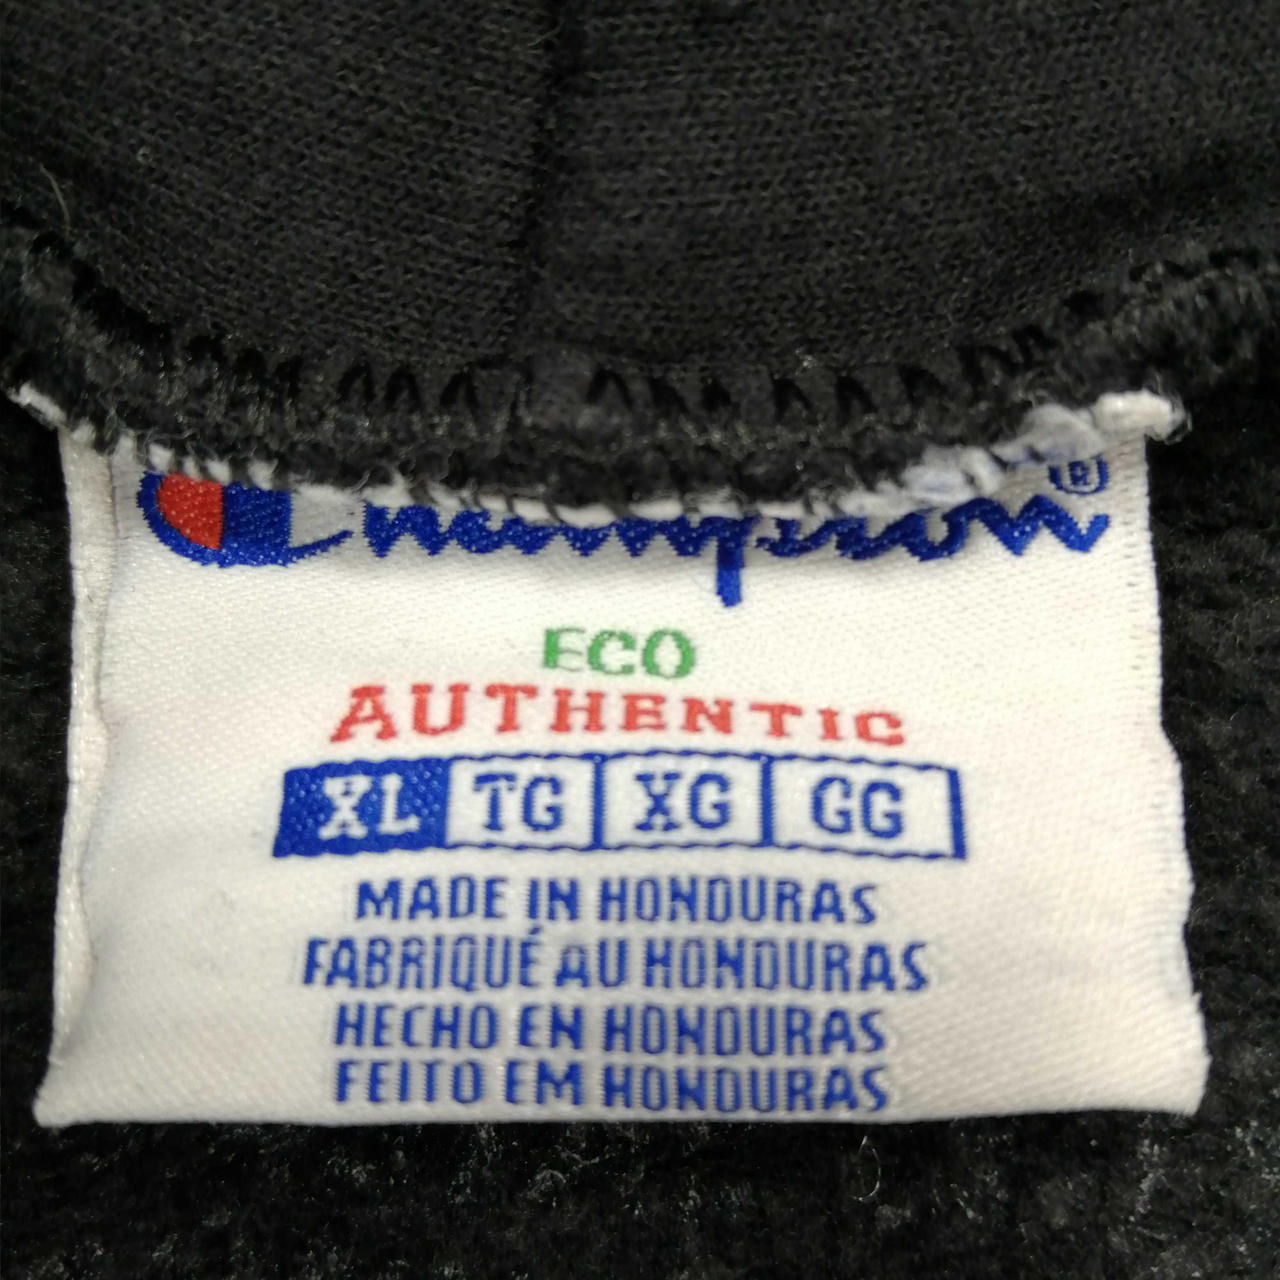 Champion®
ECO
AUTHENTIC
XL TG XG GG
MADE IN HONDURAS
FABRIQUÉ AU HONDURAS
HECHO EN HONDURAS
FEITO EM HONDURAS